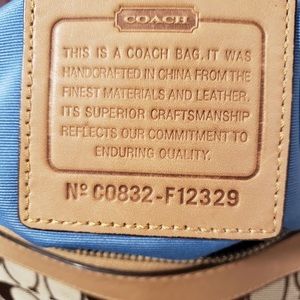 COACH
THIS IS A COACH BAG. IT WAS
HANDCRAFTED IN CHINA FROM THE
FINEST MATERIALS AND LEATHER.
ITS SUPERIOR CRAFTSMANSHIP
REFLECTS OUR COMMITMENT TO
ENDURING QUALITY.
Nº C0832-F12329